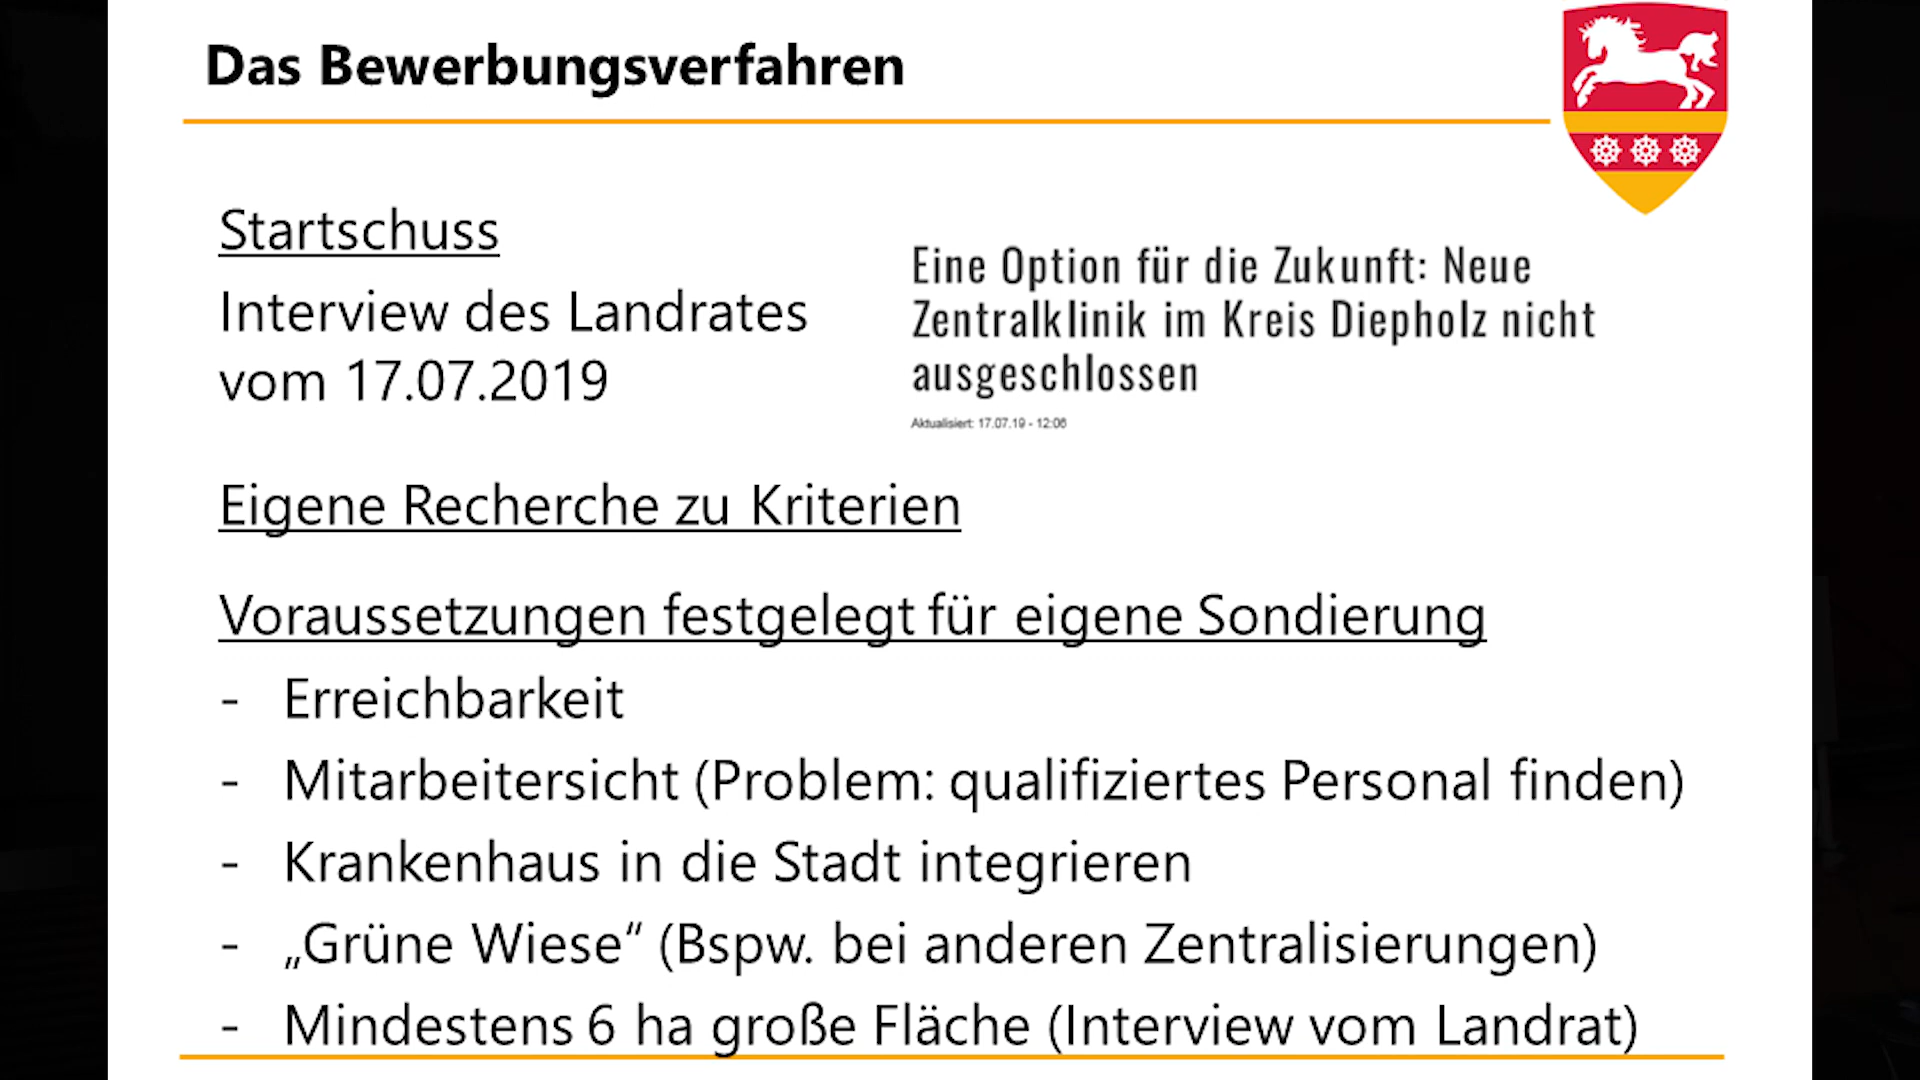 Das Bewerbungsverfahren
Startschuss
Interview des Landrates
vom 17.07.2019
Eine Option für die Zukunft: Neue
Zentralklinik im Kreis Diepholz nicht
ausgeschlossen
Aktualisiert: 17.07.19 - 12:06
Eigene Recherche zu Kriterien
Voraussetzungen festgelegt für eigene Sondierung
- Erreichbarkeit
- Mitarbeitersicht (Problem: qualifiziertes Personal finden)
- Krankenhaus in die Stadt integrieren
- „Grüne Wiese“ (Bspw. bei anderen Zentralisierungen)
- Mindestens 6 ha große Fläche (Interview vom Landrat)